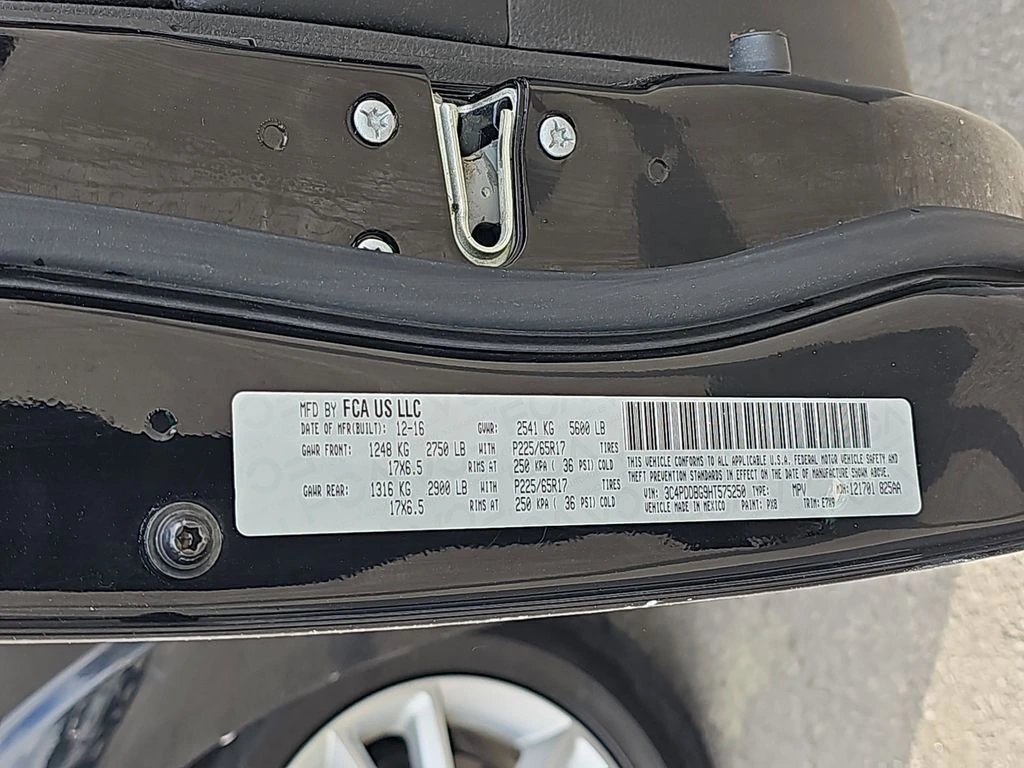 MFD BY FCA US LLC
DATE OF MFR(BUILT): 12-16 GVWR: 2541 KG 5600 LB
GAWR FRONT: 1248 KG 2750 LB WITH P225/65R17 TIRES
17X6.5 RIMS AT 250 KPA ( 36 PSI) COLD
GAWR REAR: 1316 KG 2900 LB WITH P225/65R17 TIRES
17X6.5 RIMS AT 250 KPA ( 36 PSI) COLD
THIS VEHICLE CONFORMS TO ALL APPLICABLE U.S.A. FEDERAL MOTOR VEHICLE SAFETY AND
THEFT PREVENTION STANDARDS IN EFFECT ON THE DATE OF MANUFACTURE SHOWN ABOVE.
VIN: 3C4PDDBG9HT575250 TYPE: MPV MDH:121701 825AA
VEHICLE MADE IN MEXICO PAINT: PX8 TRIM: